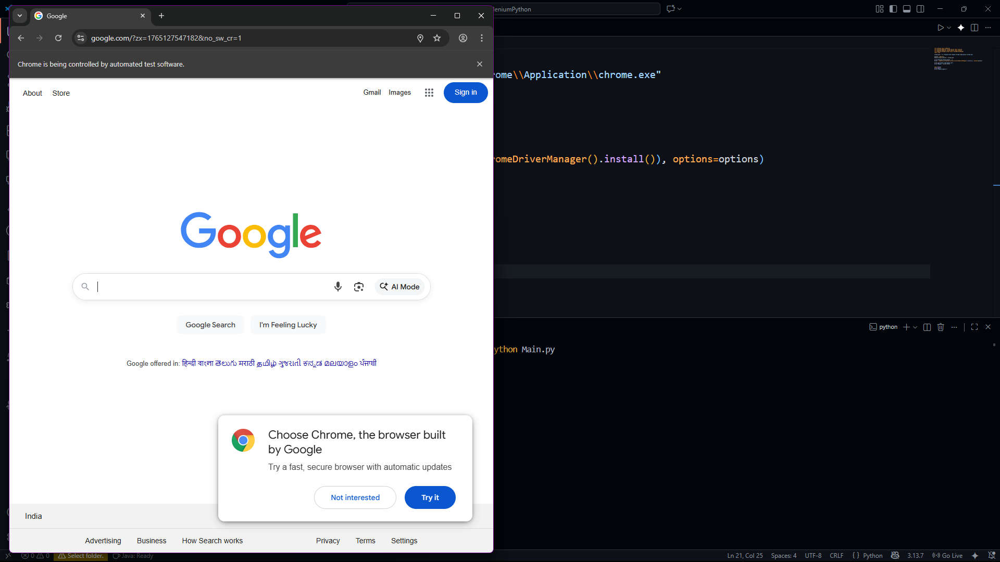 Google
google.com/?zx=1765127547182&no_sw_cr=1
Chrome is being controlled by automated test software.
About Store
Gmail Images Sign in
Google
AI Mode
Google Search I'm Feeling Lucky
Google offered in: हिन्दी বাংলা తెలుగు मराठी தமிழ் ગુજરાતી ಕನ್ನಡ മലയാളം ਪੰਜਾਬੀ
Choose Chrome, the browser built
by Google
Try a fast, secure browser with automatic updates
Not interested Try it
India
Advertising Business How Search works Privacy Terms Settings
leniumPython
ome\\Application\\chrome.exe"
omeDriverManager().install()), options=options)
python
ython Main.py
0 0 Select folder. Java: Ready
Ln 21, Col 25 Spaces: 4 UTF-8 CRLF { } Python 3.13.7 Go Live